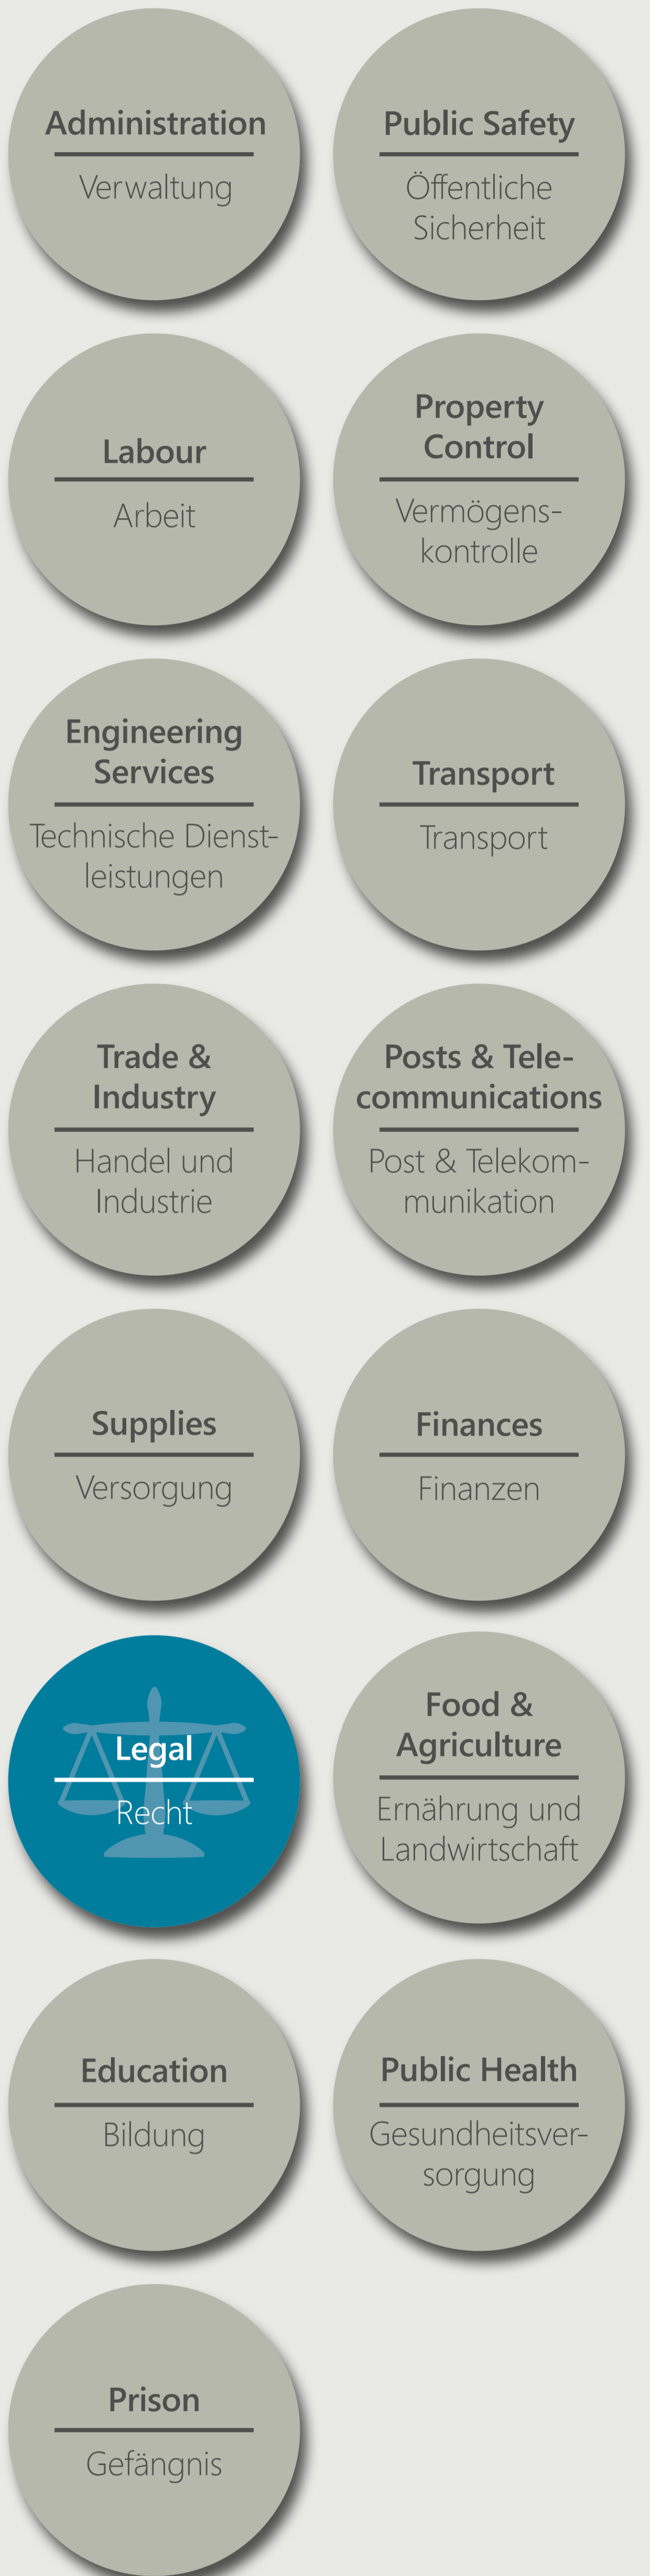 Administration
Verwaltung
Public Safety
Öffentliche
Sicherheit
Labour
Arbeit
Property
Control
Vermögens-
kontrolle
Engineering
Services
Technische Dienst-
leistungen
Transport
Transport
Trade &
Industry
Handel und
Industrie
Posts & Tele-
communications
Post & Telekom-
munikation
Supplies
Versorgung
Finances
Finanzen
Legal
Recht
Food &
Agriculture
Ernährung und
Landwirtschaft
Education
Bildung
Public Health
Gesundheitsver-
sorgung
Prison
Gefängnis